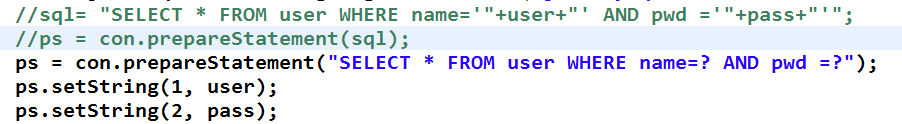 //sql= "SELECT * FROM user WHERE name='"+user+"' AND pwd ='"+pass+"'";
//ps = con.prepareStatement(sql);
ps = con.prepareStatement("SELECT * FROM user WHERE name=? AND pwd =?");
ps.setString(1, user);
ps.setString(2, pass);